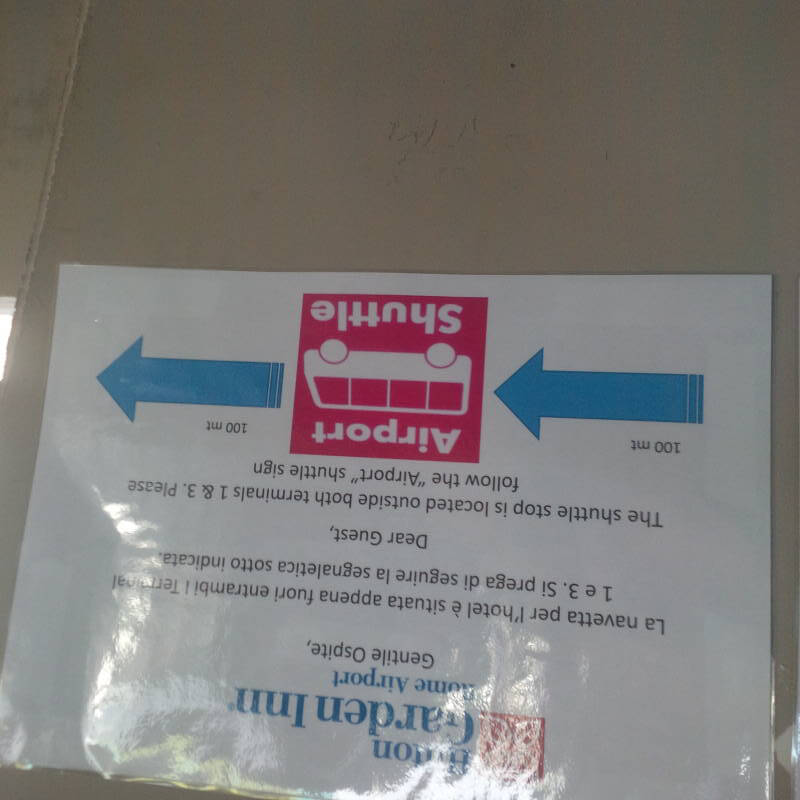 Hilton
Garden Inn
Rome Airport
Gentile Ospite,
La navetta per l'hotel è situata appena fuori entrambi i Terminal
1 e 3. Si prega di seguire la segnaletica sotto indicata.
Dear Guest,
The shuttle stop is located outside both terminals 1 & 3. Please
follow the "Airport" shuttle sign
100 mt
Airport
Shuttle
100 mt